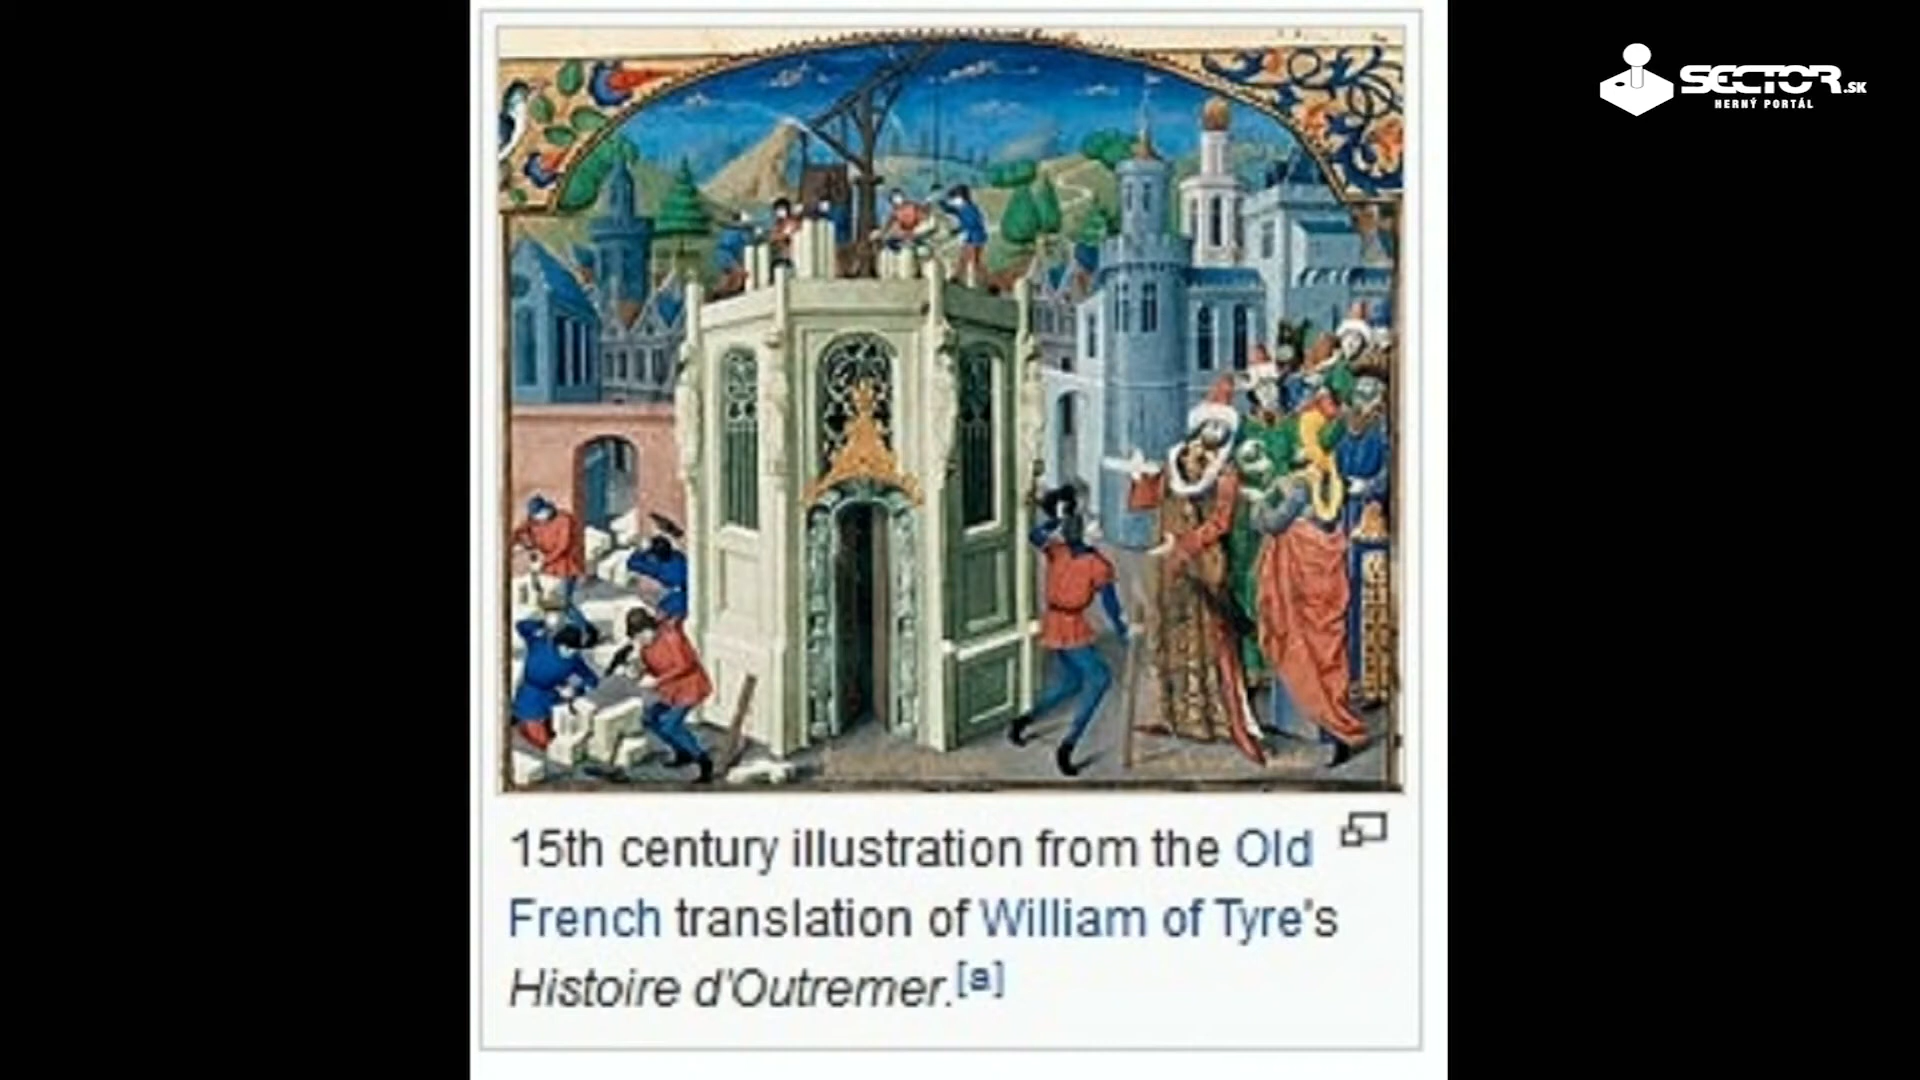 SECTOR.SK
HERNÝ PORTÁL
15th century illustration from the Old
French translation of William of Tyre's
Histoire d'Outremer.[a]